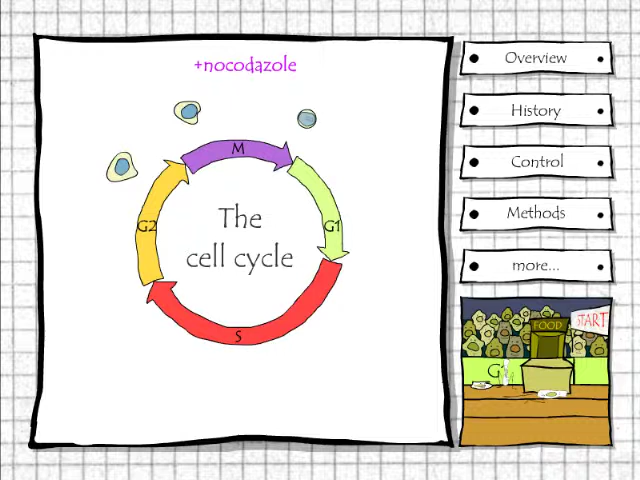 +nocodazole
M
G1
G2
S
The
cell cycle
Overview
History
Control
Methods
more...
FOOD
START
G